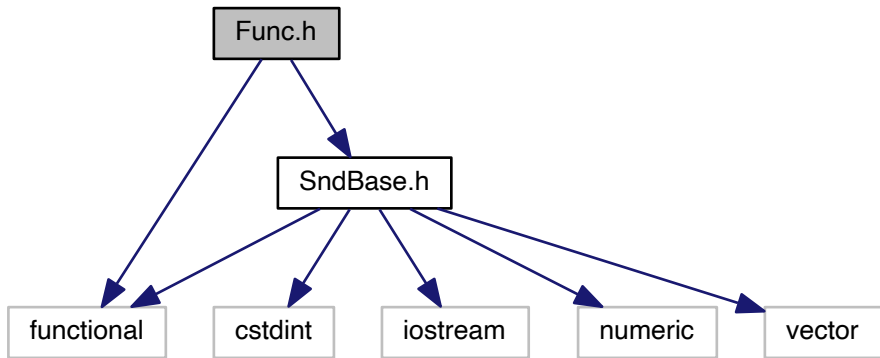 Func.h
SndBase.h
functional
cstdint
iostream
numeric
vector